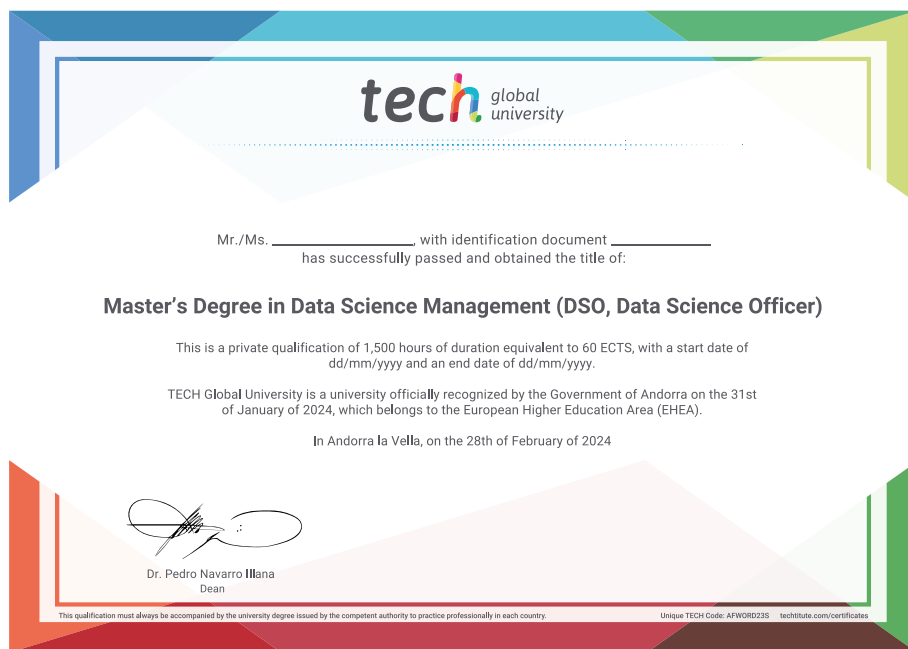 tech global university
Mr./Ms. ________________, with identification document ____________
has successfully passed and obtained the title of:
Master's Degree in Data Science Management (DSO, Data Science Officer)
This is a private qualification of 1,500 hours of duration equivalent to 60 ECTS, with a start date of
dd/mm/yyyy and an end date of dd/mm/yyyy.
TECH Global University is a university officially recognized by the Government of Andorra on the 31st
of January of 2024, which belongs to the European Higher Education Area (EHEA).
In Andorra la Vella, on the 28th of February of 2024
Dr. Pedro Navarro Illana
Dean
This qualification must always be accompanied by the university degree issued by the competent authority to practice professionally in each country.
Unique TECH Code: AFWORD23S techtitute.com/certificates